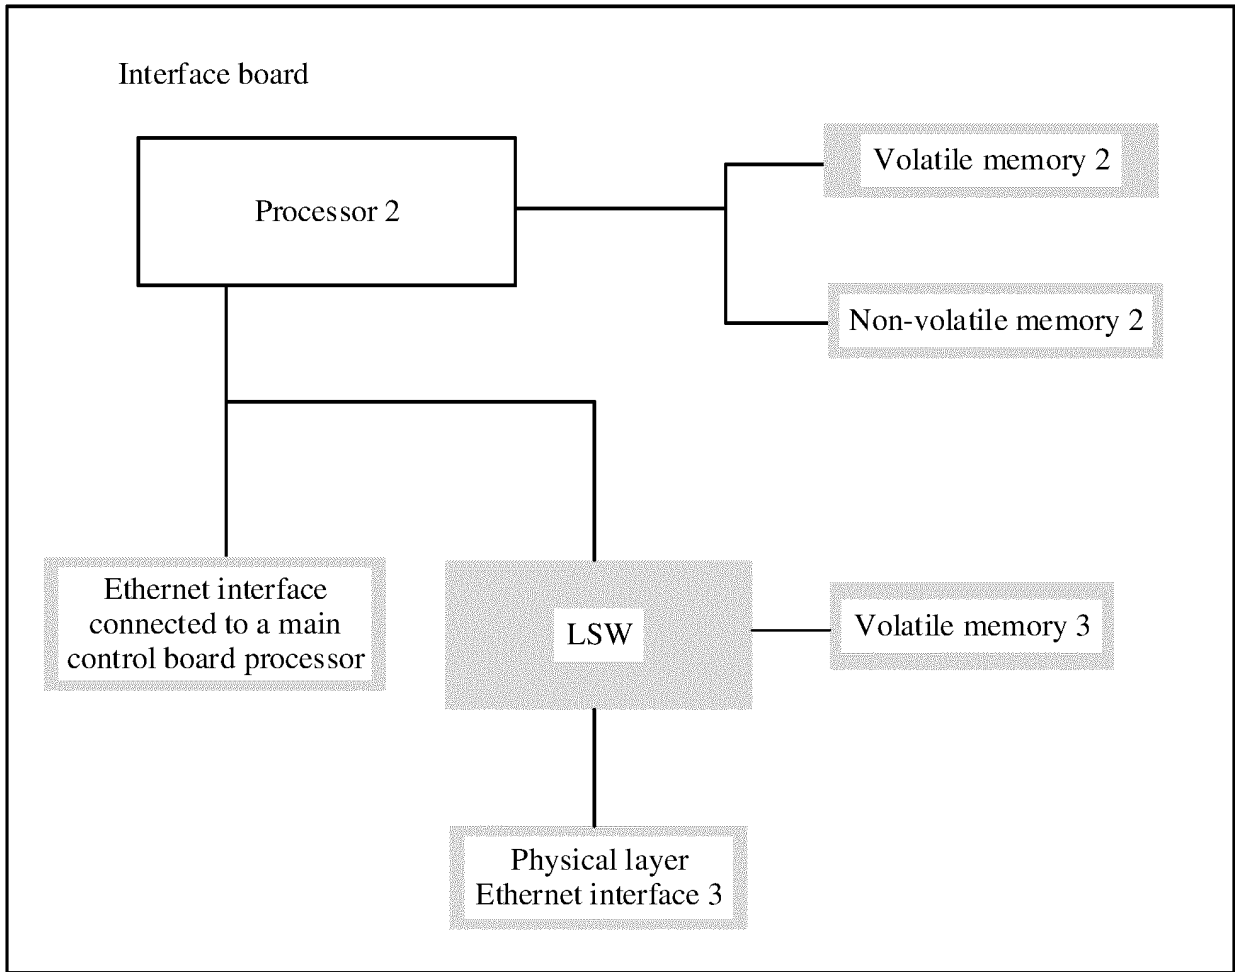 Interface board
Volatile memory 2
Processor 2
Non-volatile memory 2
Ethernet interface
connected to a main
control board processor
LSW
Volatile memory 3
Physical layer
Ethernet interface 3